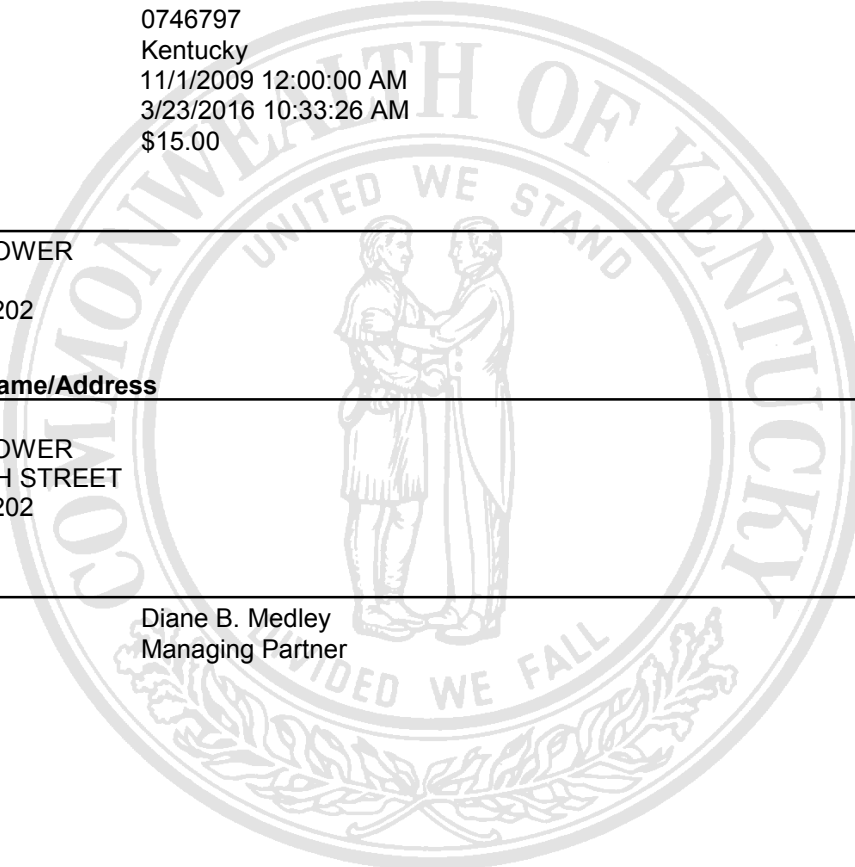 0746797
Kentucky
11/1/2009 12:00:00 AM
3/23/2016 10:33:26 AM
$15.00
COMMONWEALTH OF KENTUCKY
UNITED WE STAND
OWER
202
ame/Address
OWER
H STREET
202
Diane B. Medley
Managing Partner
DIVIDED WE FALL